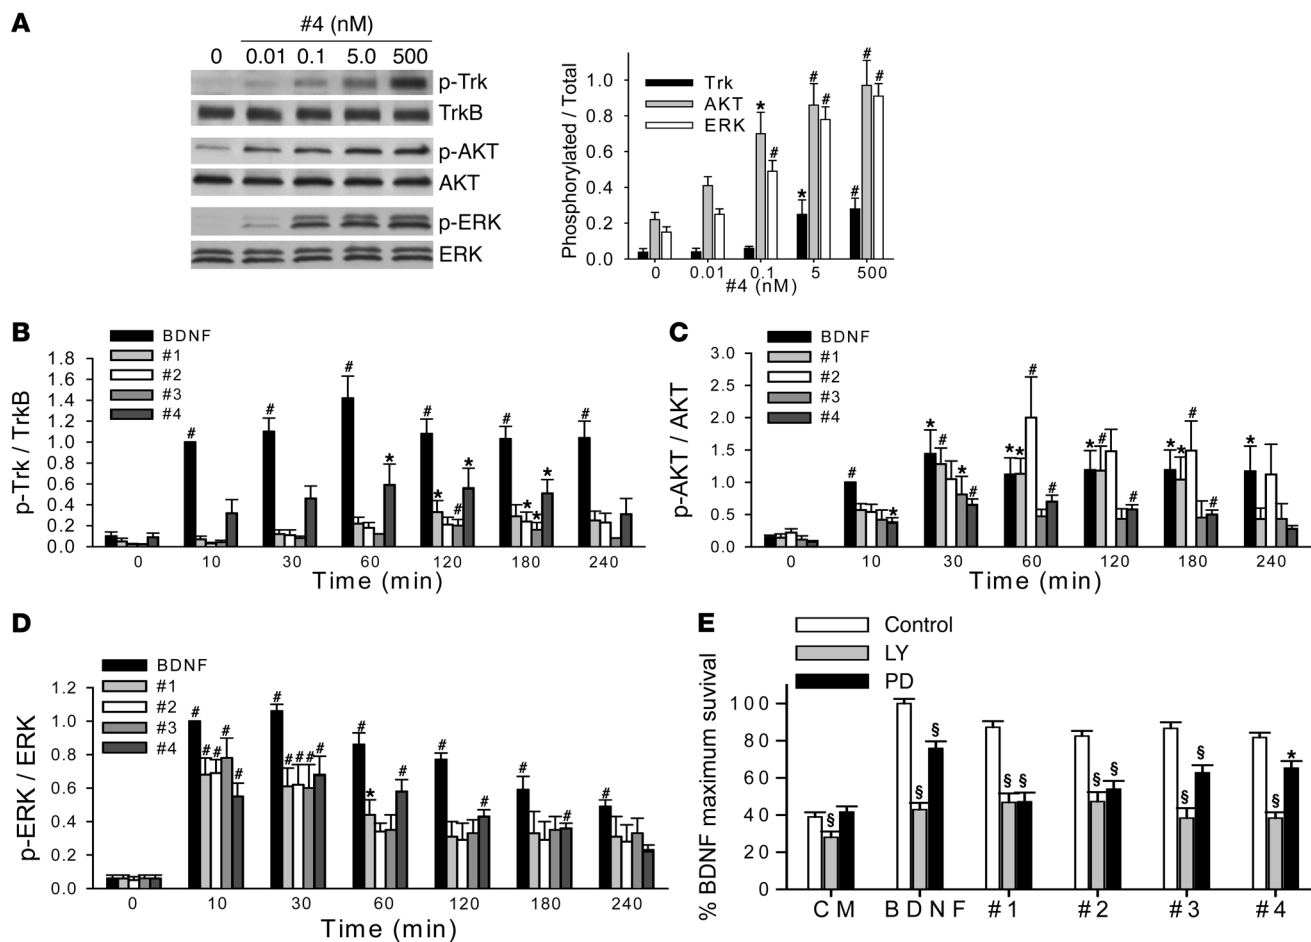 A
#4 (nM)
0 0.01 0.1 5.0 500
p-Trk
TrkB
p-AKT
AKT
p-ERK
ERK
Phosphorylated / Total
1.0
0.8
0.6
0.4
0.2
0.0
Trk
AKT
ERK
* * # # # # # #
0 0.01 0.1 5 500
#4 (nM)
B
BDNF
#1
#2
#3
#4
p-Trk / TrkB
1.8
1.6
1.4
1.2
1.0
0.8
0.6
0.4
0.2
0.0
# # # * # * # * # * * * #
0 10 30 60 120 180 240
Time (min)
C
BDNF
#1
#2
#3
#4
p-AKT / AKT
3.0
2.5
2.0
1.5
1.0
0.5
0.0
# * * # * # * * # # * # # * * # # *
0 10 30 60 120 180 240
Time (min)
D
BDNF
#1
#2
#3
#4
p-ERK / ERK
1.2
1.0
0.8
0.6
0.4
0.2
0.0
# # # # # # # # # # # * # # # # # #
0 10 30 60 120 180 240
Time (min)
E
Control
LY
PD
% BDNF maximum suvival
100
80
60
40
20
0
§ § § § § § § § § § *
CM BDNF #1 #2 #3 #4